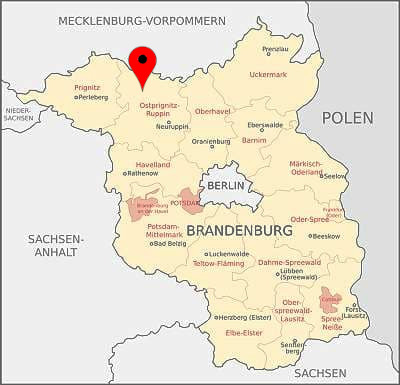 MECKLENBURG-VORPOMMERN
Prenzlau
Uckermark
Prignitz
Perleberg
Ostprignitz-
Ruppin
Oberhavel
NIEDER-
SACHSEN
Neuruppin
Eberswalde
POLEN
Oranienburg
Barnim
Havelland
Rathenow
Märkisch-
Oderland
Seelow
BERLIN
Brandenburg
an der Havel
POTSDAM
Frankfurt
(Oder)
Oder-Spree
Potsdam-
Mittelmark
BRANDENBURG
Beeskow
SACHSEN-
ANHALT
Bad Belzig
Luckenwalde
Teltow-Fläming
Dahme-Spreewald
Lübben
(Spreewald)
Cottbus
Ober-
spreewald-
Lausitz
Forst
(Lausitz)
Spree-
Neiße
Herzberg (Elster)
Elbe-Elster
Senften-
berg
SACHSEN